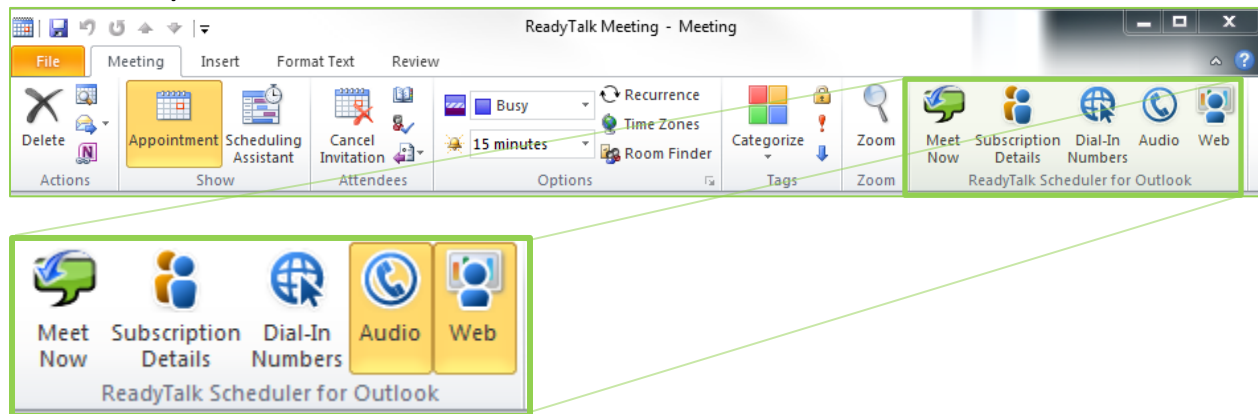 ReadyTalk Meeting - Meeting
File Meeting Insert Format Text Review
Delete
Appointment
Scheduling
Assistant
Cancel
Invitation
Busy
15 minutes
Recurrence
Time Zones
Room Finder
Categorize
Zoom
Meet
Now
Subscription
Details
Dial-In
Numbers
Audio
Web
Actions Show Attendees Options Tags Zoom ReadyTalk Scheduler for Outlook
Meet
Now
Subscription
Details
Dial-In
Numbers
Audio
Web
ReadyTalk Scheduler for Outlook